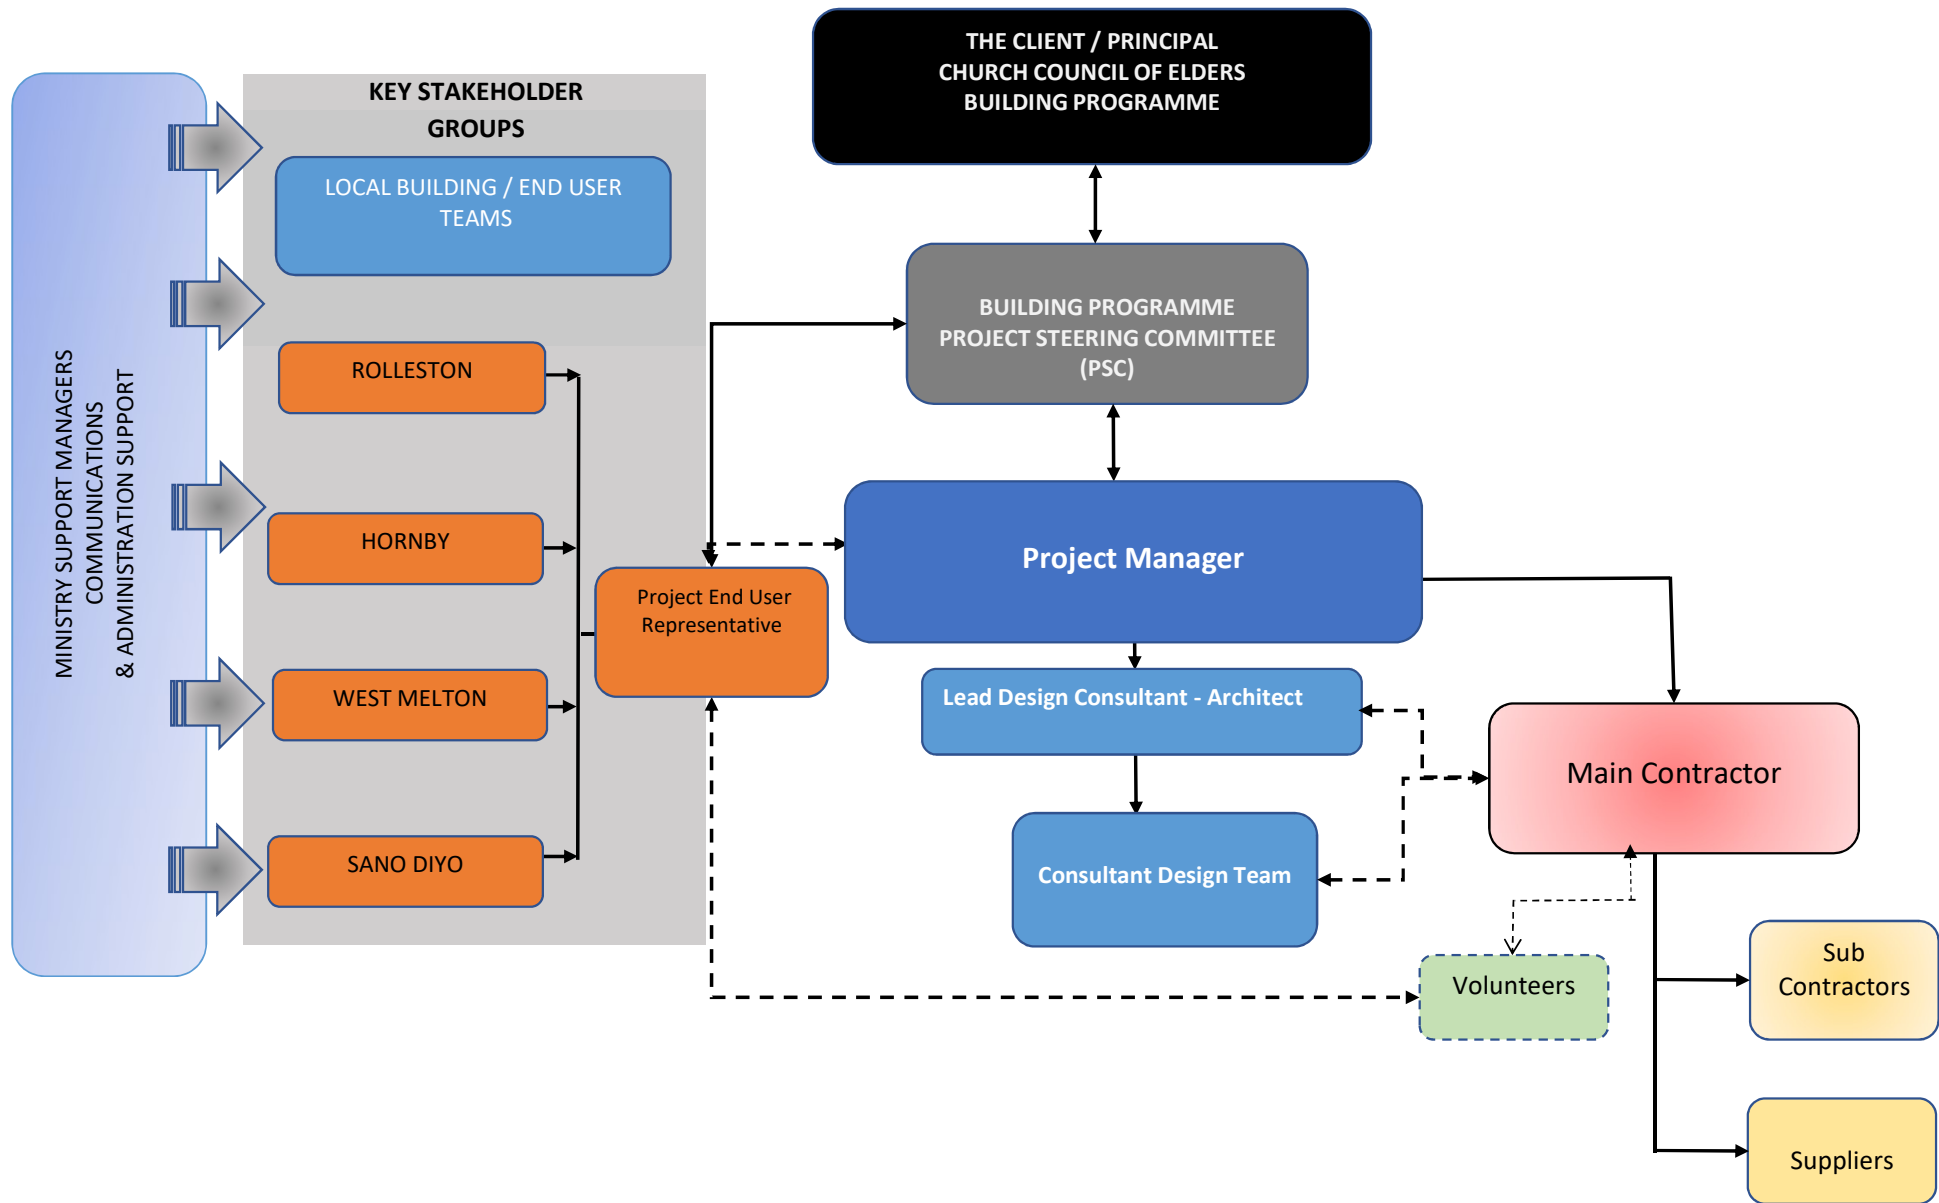 THE CLIENT / PRINCIPAL
CHURCH COUNCIL OF ELDERS
BUILDING PROGRAMME
KEY STAKEHOLDER
GROUPS
LOCAL BUILDING / END USER
TEAMS
MINISTRY SUPPORT MANAGERS
COMMUNICATIONS
& ADMINISTRATION SUPPORT
BUILDING PROGRAMME
PROJECT STEERING COMMITTEE
(PSC)
ROLLESTON
HORNBY
WEST MELTON
SANO DIYO
Project End User
Representative
Project Manager
Lead Design Consultant - Architect
Consultant Design Team
Main Contractor
Volunteers
Sub
Contractors
Suppliers